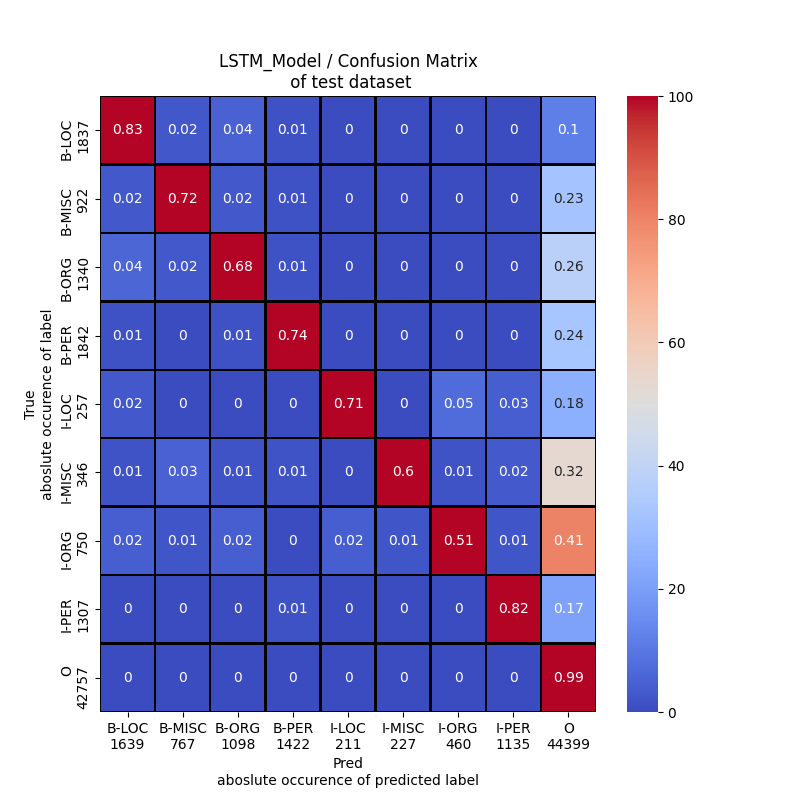 LSTM_Model / Confusion Matrix
of test dataset
True
aboslute occurence of label
B-LOC
1837
0.83 0.02 0.04 0.01 0 0 0 0 0.1
B-MISC
922
0.02 0.72 0.02 0.01 0 0 0 0 0.23
B-ORG
1340
0.04 0.02 0.68 0.01 0 0 0 0 0.26
B-PER
1842
0.01 0 0.01 0.74 0 0 0 0 0.24
I-LOC
257
0.02 0 0 0 0.71 0 0.05 0.03 0.18
I-MISC
346
0.01 0.03 0.01 0.01 0 0.6 0.01 0.02 0.32
I-ORG
750
0.02 0.01 0.02 0 0.02 0.01 0.51 0.01 0.41
I-PER
1307
0 0 0 0.01 0 0 0 0.82 0.17
O
42757
0 0 0 0 0 0 0 0 0.99
B-LOC B-MISC B-ORG B-PER I-LOC I-MISC I-ORG I-PER O
1639 767 1098 1422 211 227 460 1135 44399
Pred
aboslute occurence of predicted label
100
80
60
40
20
0